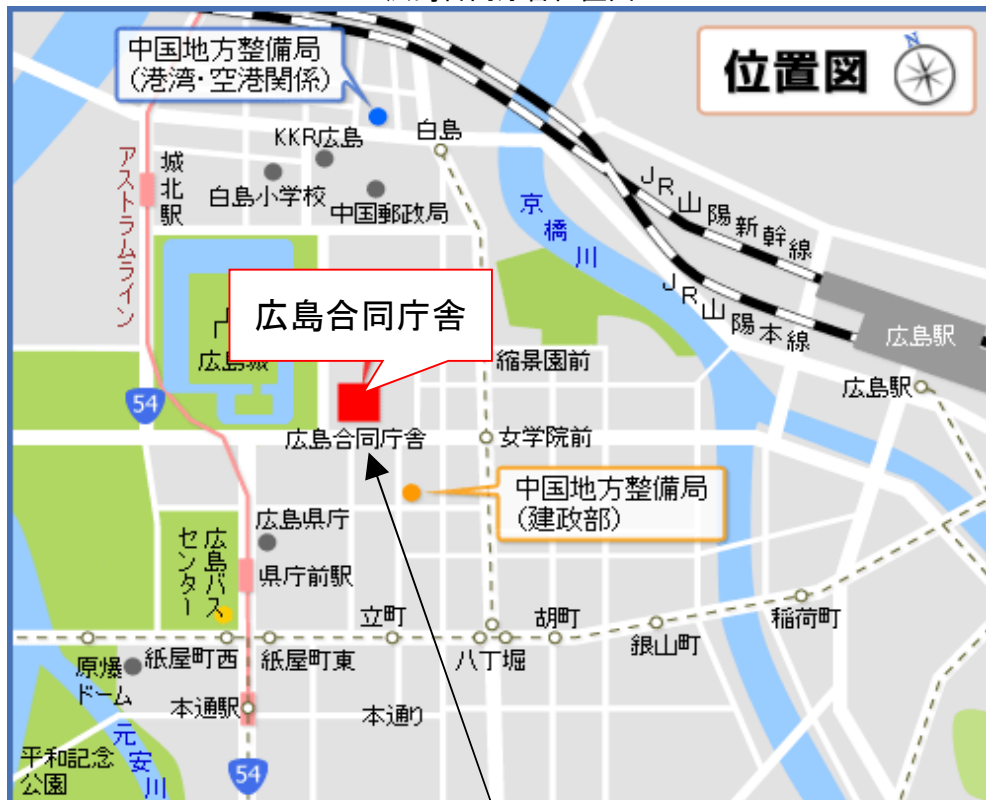 中国地方整備局
（港湾・空港関係）
位置図
N
白島
KKR広島
白島小学校
中国郵政局
城北駅
アストラムライン
京橋川
JR山陽新幹線
JR山陽本線
広島駅
広島駅
広島合同庁舎
広島城
縮景園前
54
広島合同庁舎
女学院前
中国地方整備局
（建政部）
広島県庁
広島バス
センター
県庁前駅
立町
胡町
稲荷町
銀山町
八丁堀
紙屋町西
紙屋町東
原爆
ドーム
本通駅
本通り
元安川
平和記念
公園
54